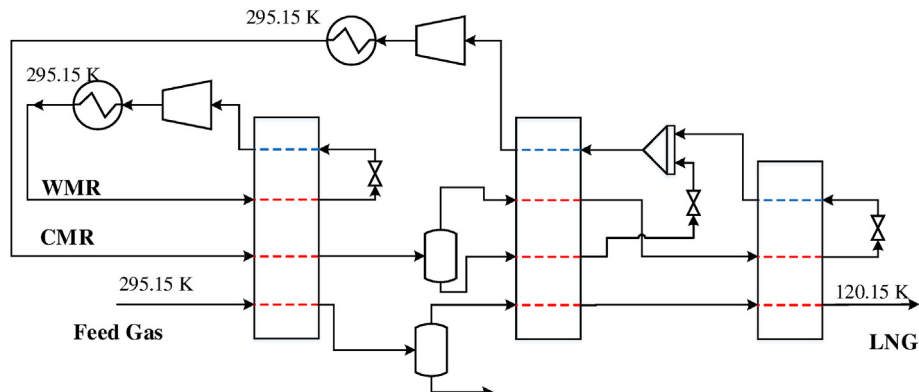 295.15 K
295.15 K
WMR
CMR
295.15 K
Feed Gas
120.15 K
LNG